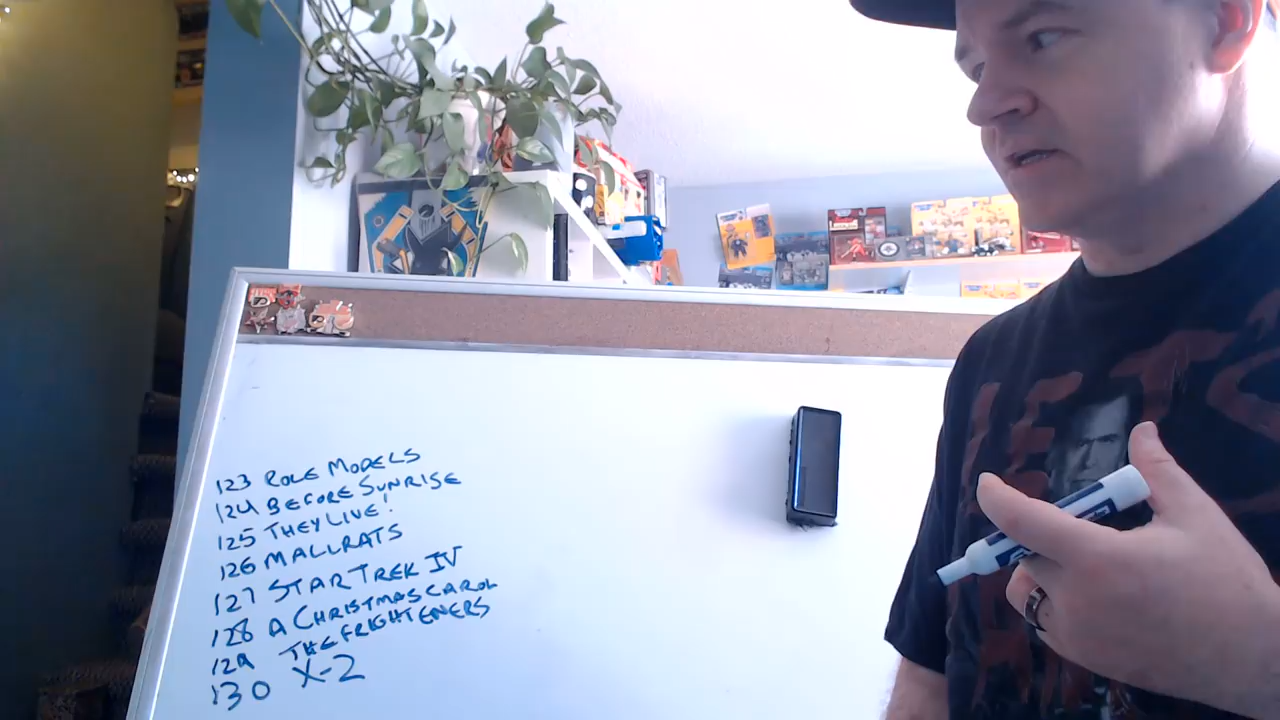 123 ROLE MODELS
124 BEFORE SUNRISE
125 THEY LIVE!
126 MALLRATS
127 STAR TREK IV
128 A CHRISTMAS CAROL
129 THE FRIGHTENERS
130 X-2